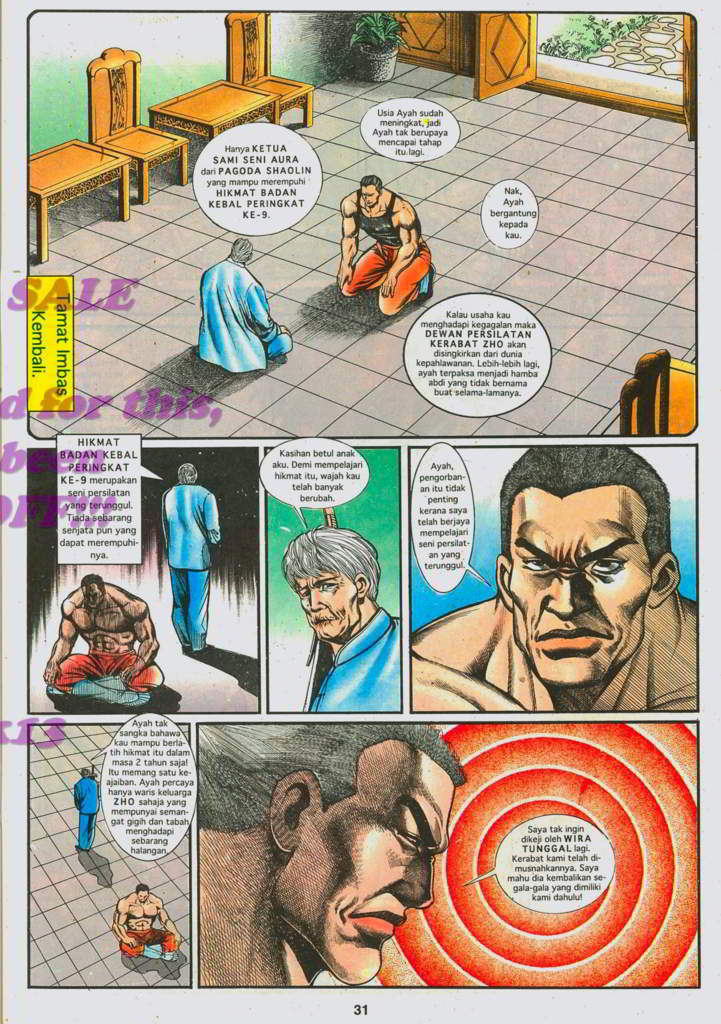 Usia Ayah sudah
meningkat, jadi
Ayah tak berupaya
mencapai tahap
itu lagi.
Hanya KETUA
SAMI SENI AURA
dari PAGODA SHAOLIN
yang mampu merempuhi
HIKMAT BADAN
KEBAL PERINGKAT
KE-9.
Nak,
Ayah
bergantung
kepada
kau.
Kalau usaha kau
menghadapi kegagalan maka
DEWAN PERSILATAN
KERABAT ZHO akan
disingkirkan dari dunia
kepahlawanan. Lebih-lebih lagi,
ayah terpaksa menjadi hamba
abdi yang tidak bernama
buat selama-lamanya.
SALE
Tamat Imbas
Kembali.
d for this,
been
OFF!!!
HIKMAT
BADAN KEBAL
PERINGKAT
KE-9 merupakan
seni persilatan
yang terunggul.
Tiada sebarang
senjata pun yang
dapat merempuhi-
nya.
Kasihan betul anak
aku. Demi mempelajari
hikmat itu, wajah kau
telah banyak
berubah.
Ayah,
pengorban-
an itu tidak
penting
kerana saya
telah berjaya
mempelajari
seni persilat-
an yang
terunggul.
x13
Ayah tak
sangka bahawa
kau mampu berla-
tih hikmat itu dalam
masa 2 tahun saja!
Itu memang satu ke-
ajaiban. Ayah percaya
hanya waris keluarga
ZHO sahaja yang
mempunyai seman-
gat gigih dan tabah
menghadapi
sebarang
halangan.
Saya tak ingin
dikeji oleh WIRA
TUNGGAL lagi.
Kerabat kami telah di-
musnahkannya. Saya
mahu dia kembalikan se-
gala-gala yang dimiliki
kami dahulu!
31